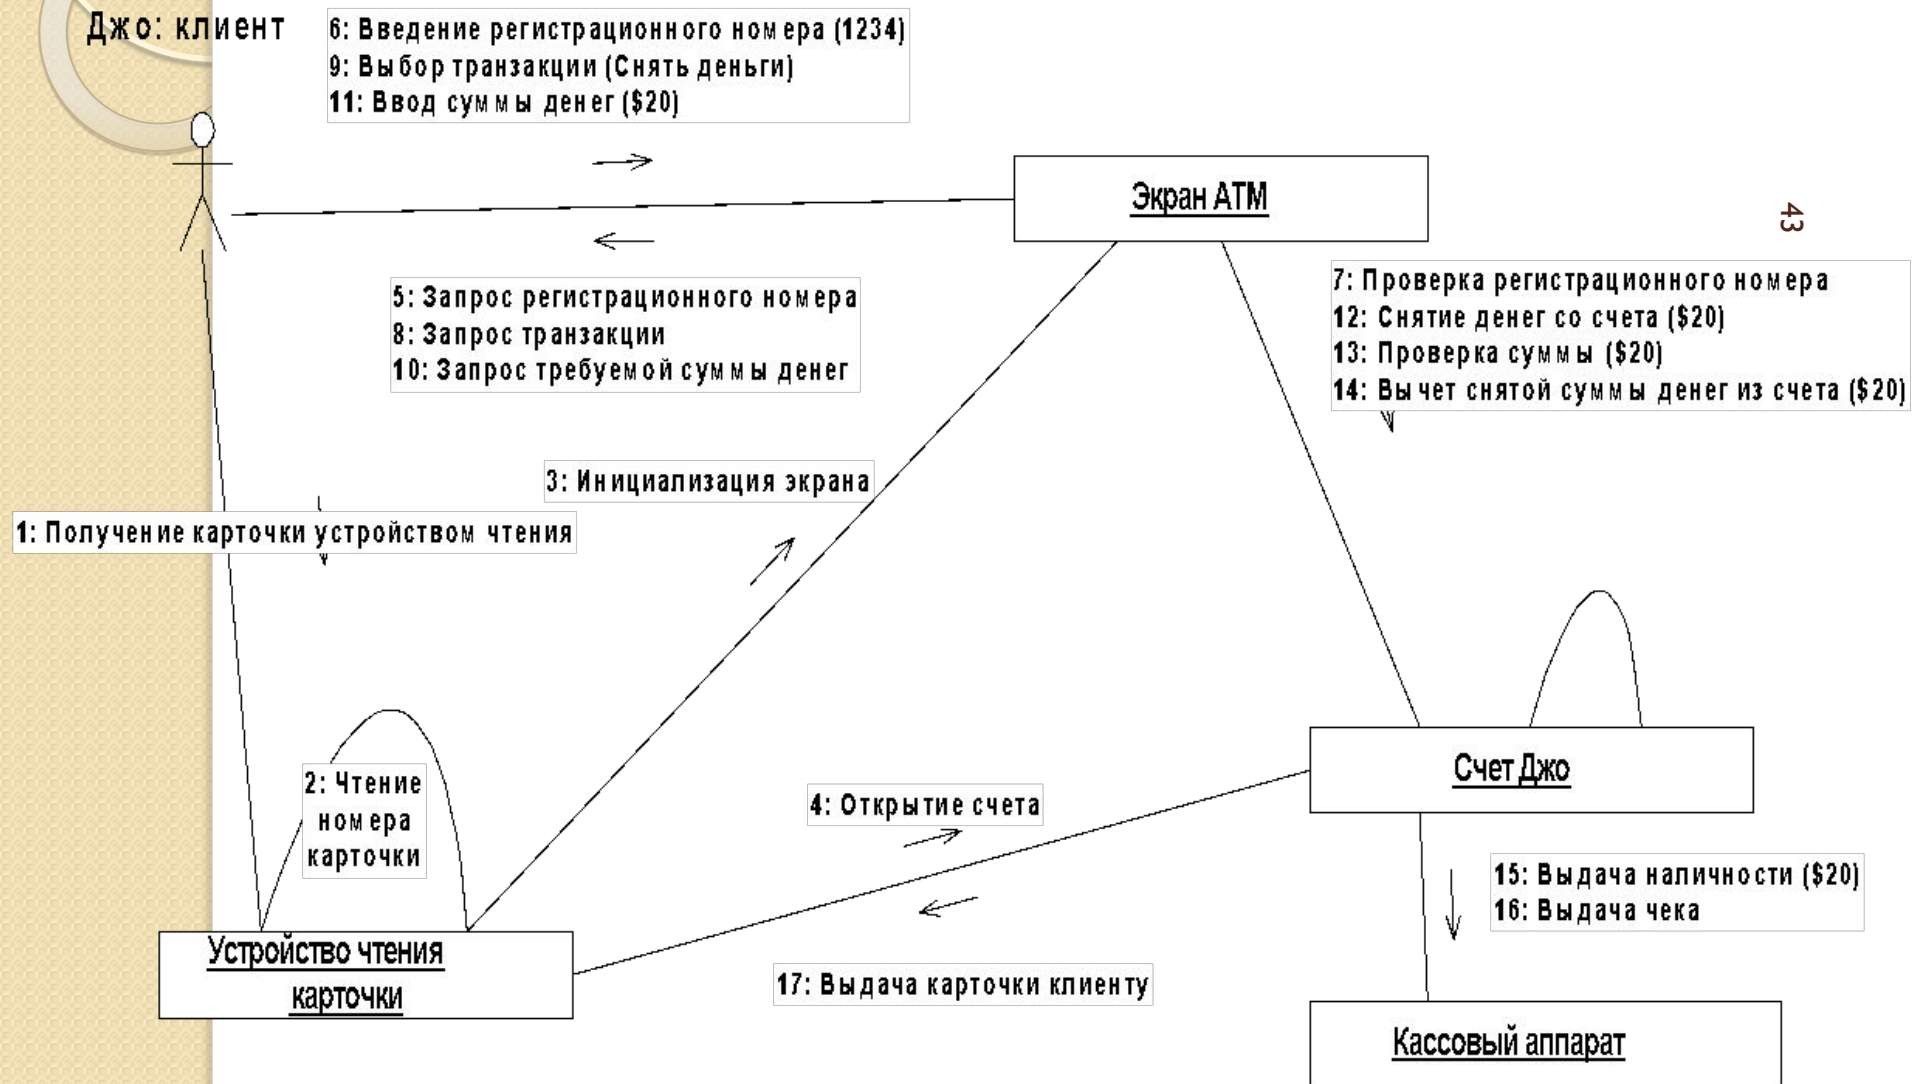 Джо: клиент
6: Введение регистрационного номера (1234)
9: Выбор транзакции (Снять деньги)
11: Ввод суммы денег ($20)
Экран АТМ
43
5: Запрос регистрационного номера
8: Запрос транзакции
10: Запрос требуемой суммы денег
7: Проверка регистрационного номера
12: Снятие денег со счета ($20)
13: Проверка суммы ($20)
14: Вычет снятой суммы денег из счета ($20)
3: Инициализация экрана
1: Получение карточки устройством чтения
2: Чтение
номера
карточки
4: Открытие счета
Счет Джо
15: Выдача наличности ($20)
16: Выдача чека
Устройство чтения
карточки
17: Выдача карточки клиенту
Кассовый аппарат